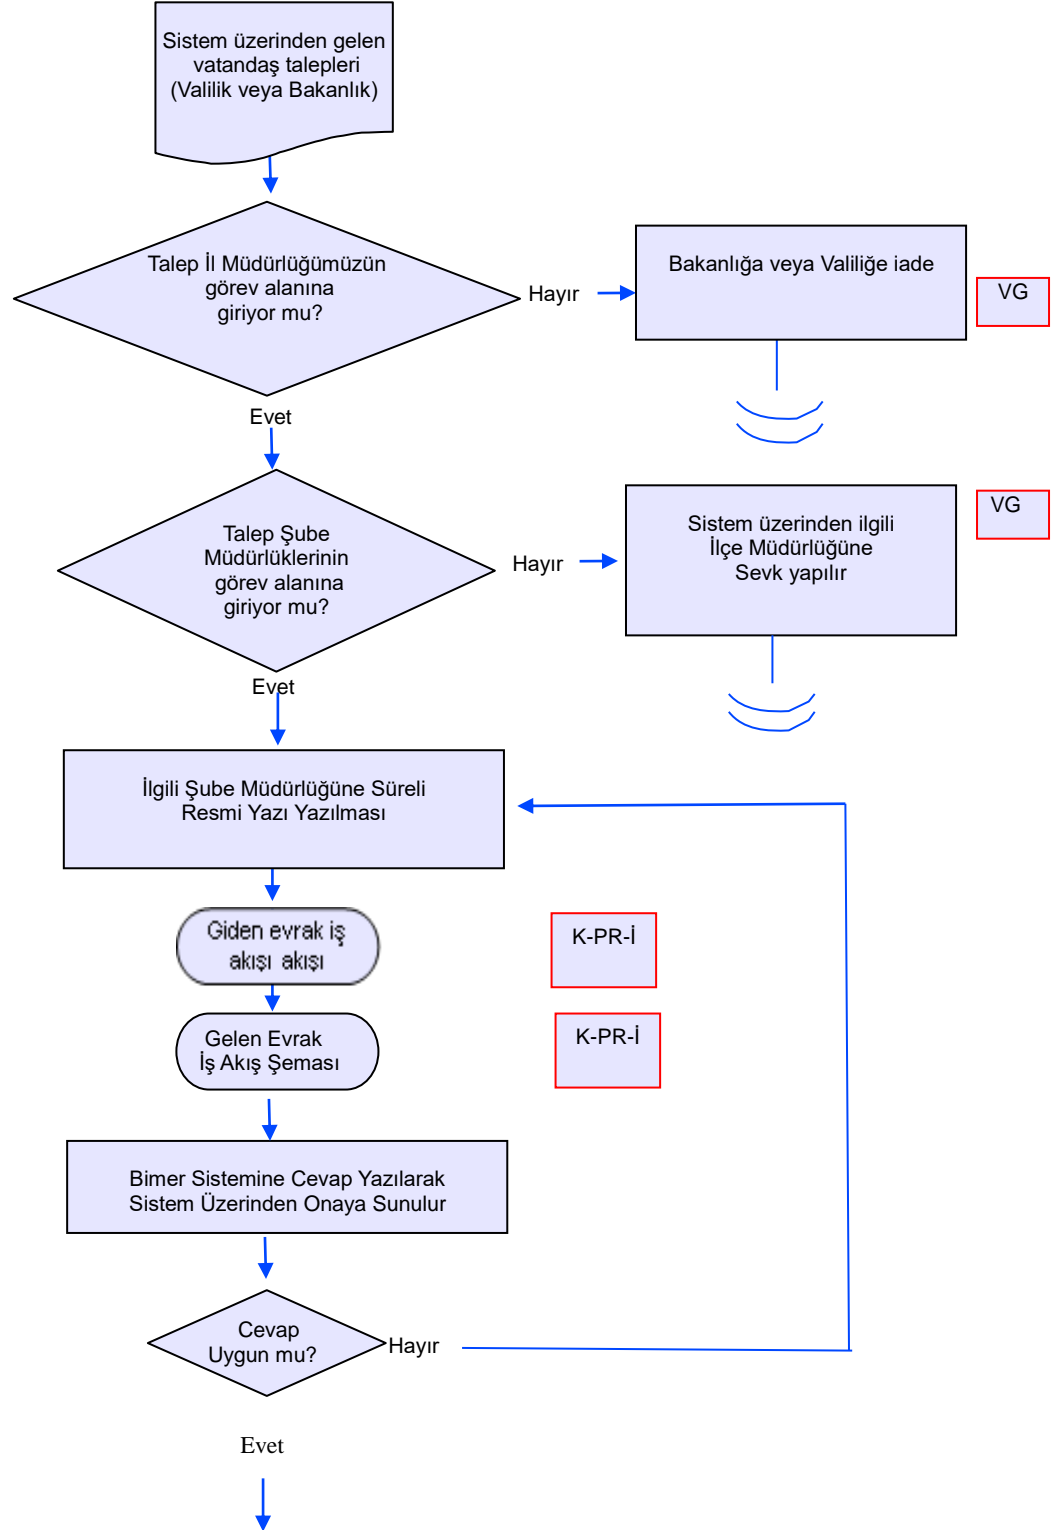 Sistem üzerinden gelen
vatandaş talepleri
(Valilik veya Bakanlık)
Talep İl Müdürlüğümüzün
görev alanına
giriyor mu?
Hayır
Bakanlığa veya Valiliğe iade
VG
Evet
Talep Şube
Müdürlüklerinin
görev alanına
giriyor mu?
Hayır
Sistem üzerinden ilgili
İlçe Müdürlüğüne
Sevk yapılır
VG
Evet
İlgili Şube Müdürlüğüne Süreli
Resmi Yazı Yazılması
Giden evrak iş
akışı akışı
K-PR-İ
Gelen Evrak
İş Akış Şeması
K-PR-İ
Bimer Sistemine Cevap Yazılarak
Sistem Üzerinden Onaya Sunulur
Cevap
Uygun mu?
Hayır
Evet